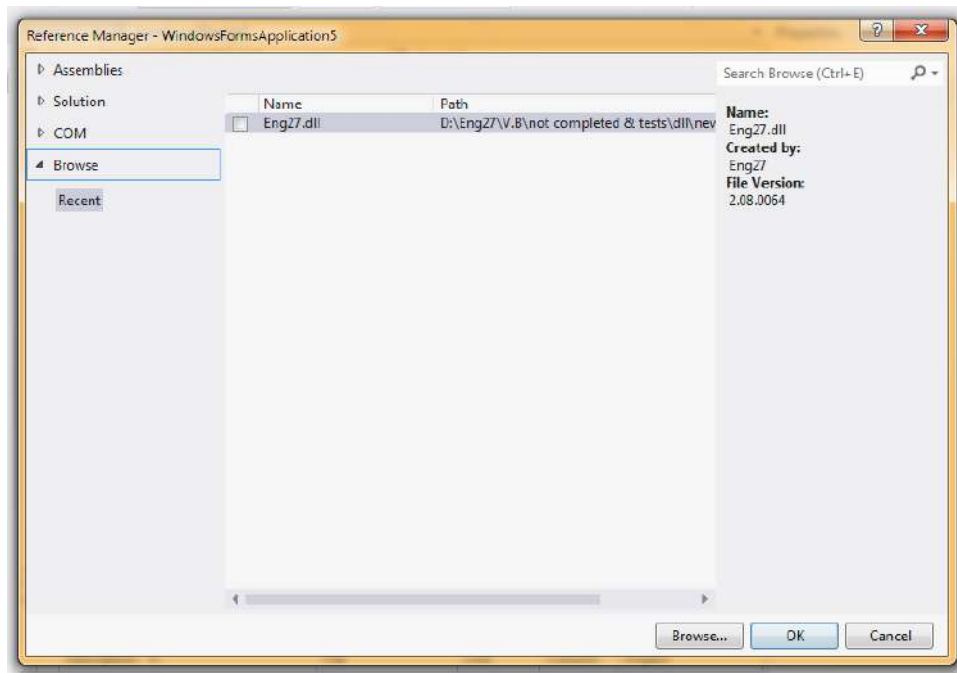 Reference Manager - WindowsFormsApplication5
Assemblies
Solution
COM
Browse
Recent
Name Path
Eng27.dll D:\Eng27\V.B\not completed & tests\dll\new
Search Browse (Ctrl+E)
Name:
Eng27.dll
Created by:
Eng27
File Version:
2.08.0064
Browse... OK Cancel